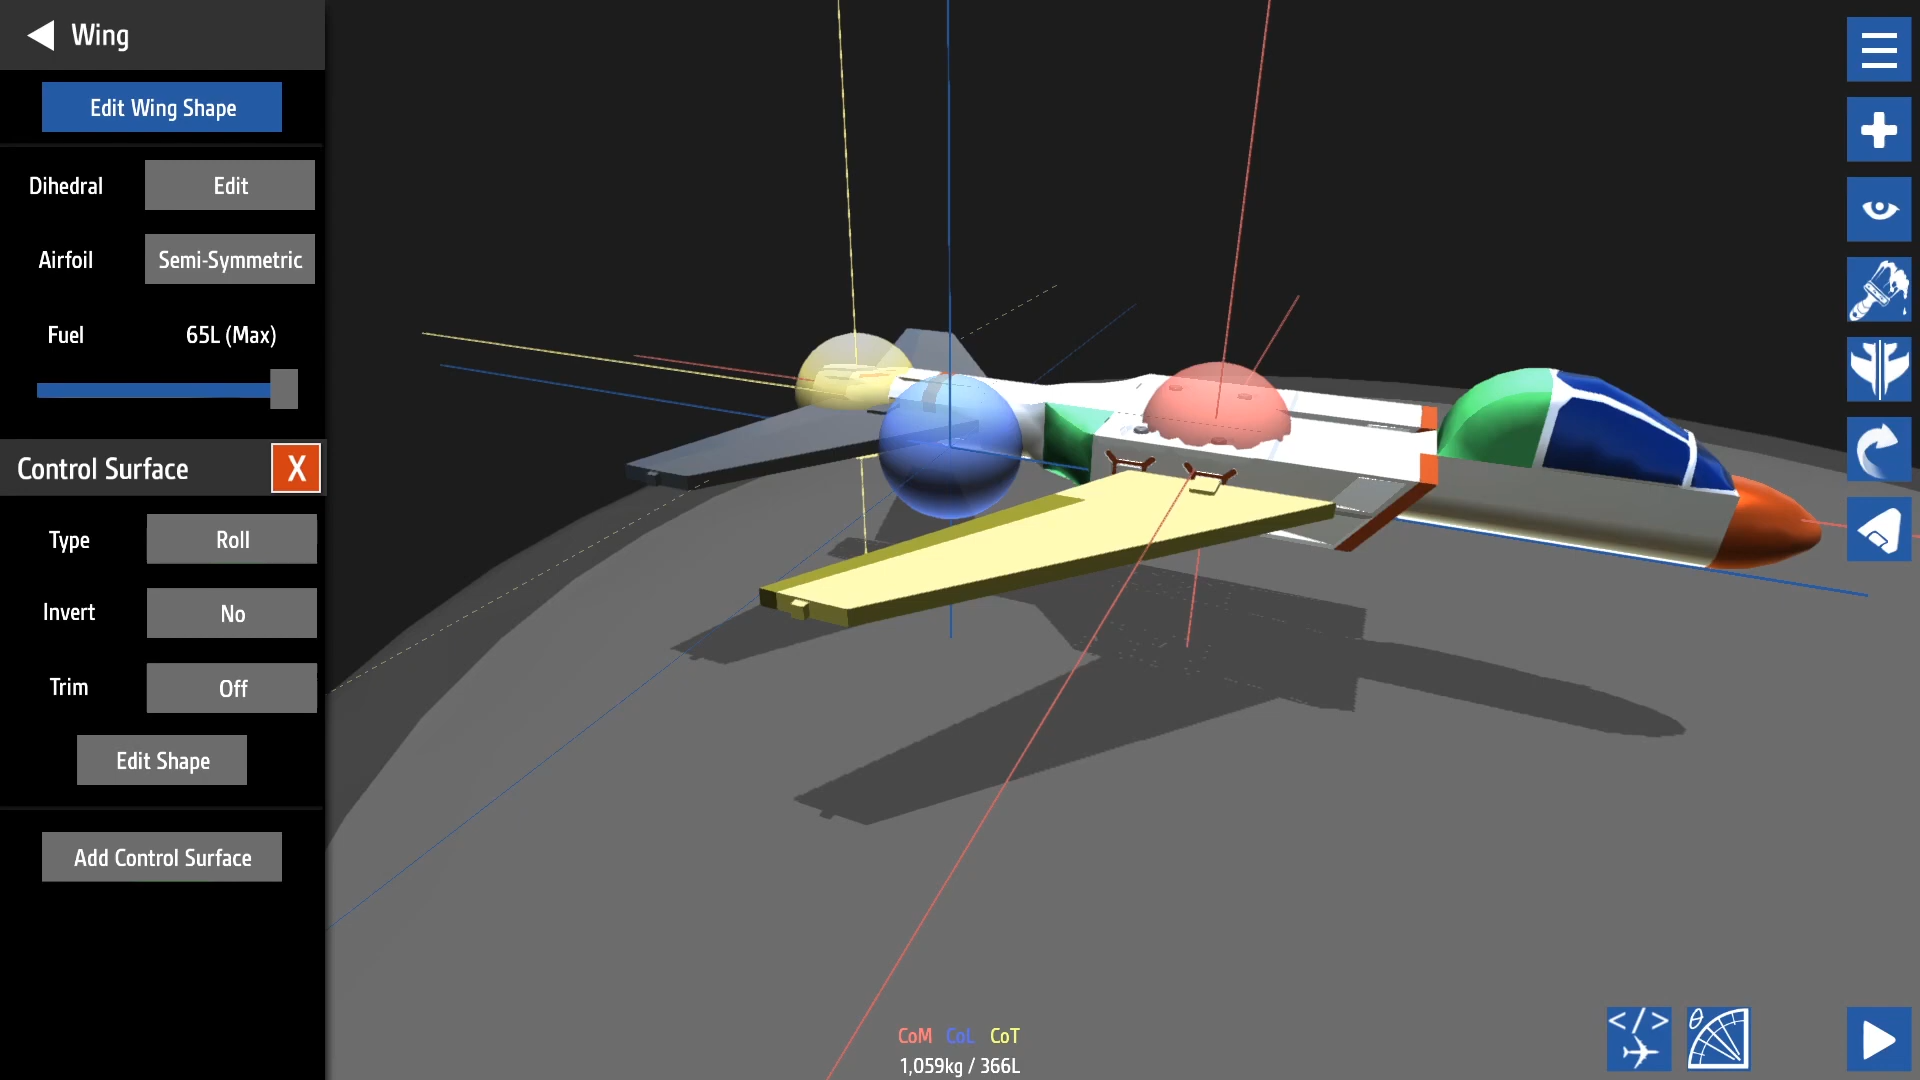 Wing
Edit Wing Shape
Dihedral Edit
Airfoil Semi-Symmetric
Fuel 65L (Max)
Control Surface X
Type Roll
Invert No
Trim Off
Edit Shape
Add Control Surface
CoM CoL CoT
1,059kg / 366L
</>
θ